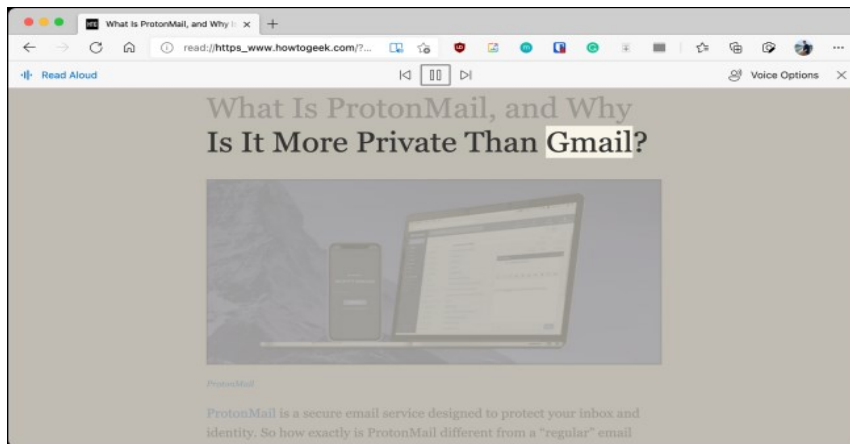 What Is ProtonMail, and Why I
read://https_www.howtogeek.com/?...
Read Aloud
Voice Options
What Is ProtonMail, and Why
Is It More Private Than Gmail?
ProtonMail
ProtonMail is a secure email service designed to protect your inbox and
identity. So how exactly is ProtonMail different from a “regular” email